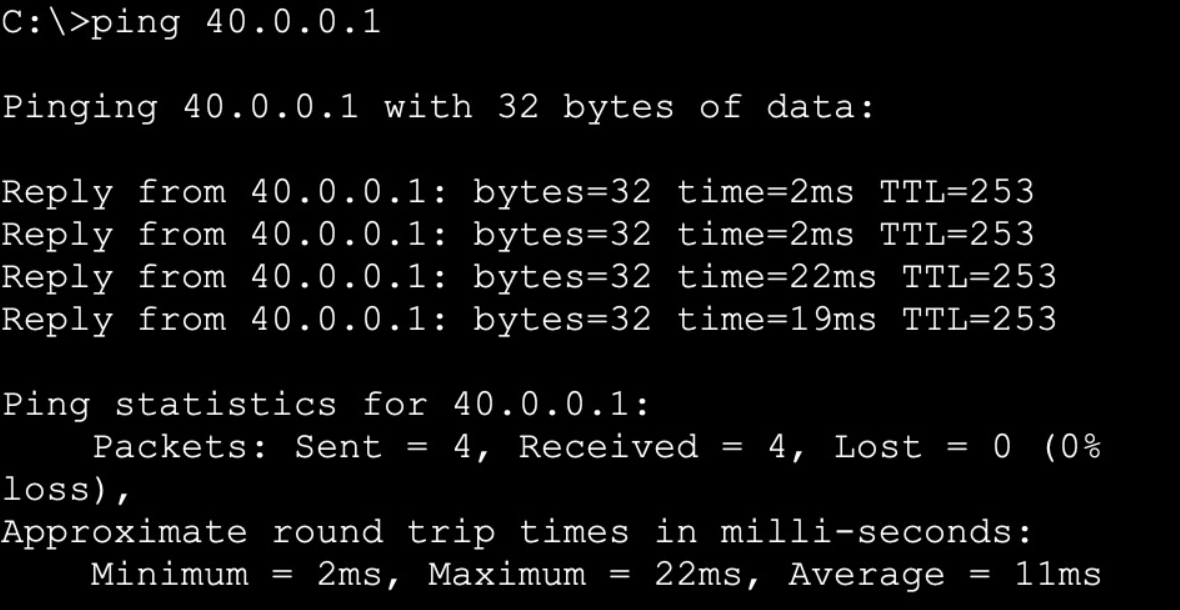 C:\>ping 40.0.0.1
Pinging 40.0.0.1 with 32 bytes of data:
Reply from 40.0.0.1: bytes=32 time=2ms TTL=253
Reply from 40.0.0.1: bytes=32 time=2ms TTL=253
Reply from 40.0.0.1: bytes=32 time=22ms TTL=253
Reply from 40.0.0.1: bytes=32 time=19ms TTL=253
Ping statistics for 40.0.0.1:
    Packets: Sent = 4, Received = 4, Lost = 0 (0%
loss),
Approximate round trip times in milli-seconds:
    Minimum = 2ms, Maximum = 22ms, Average = 11ms